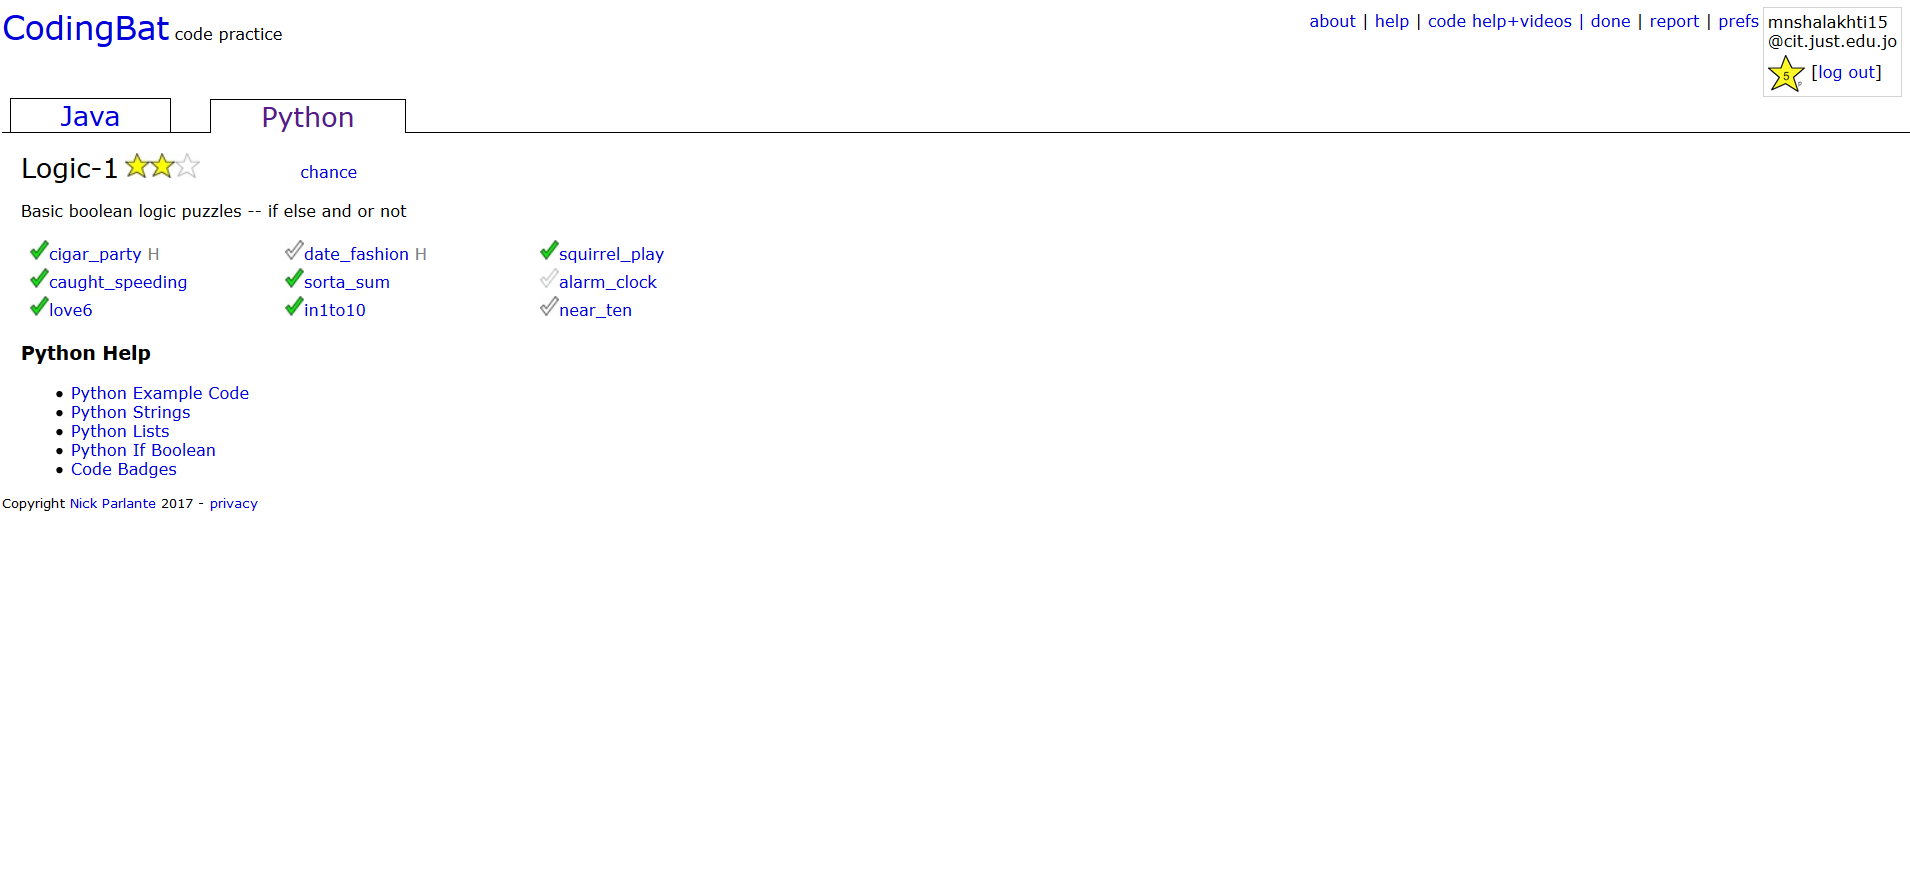 CodingBat code practice
about | help | code help+videos | done | report | prefs
mnshalakhti15
@cit.just.edu.jo
5 [log out]
Java Python
Logic-1 chance
Basic boolean logic puzzles -- if else and or not
cigar_party H date_fashion H squirrel_play
caught_speeding sorta_sum alarm_clock
love6 in1to10 near_ten
Python Help
• Python Example Code
• Python Strings
• Python Lists
• Python If Boolean
• Code Badges
Copyright Nick Parlante 2017 - privacy